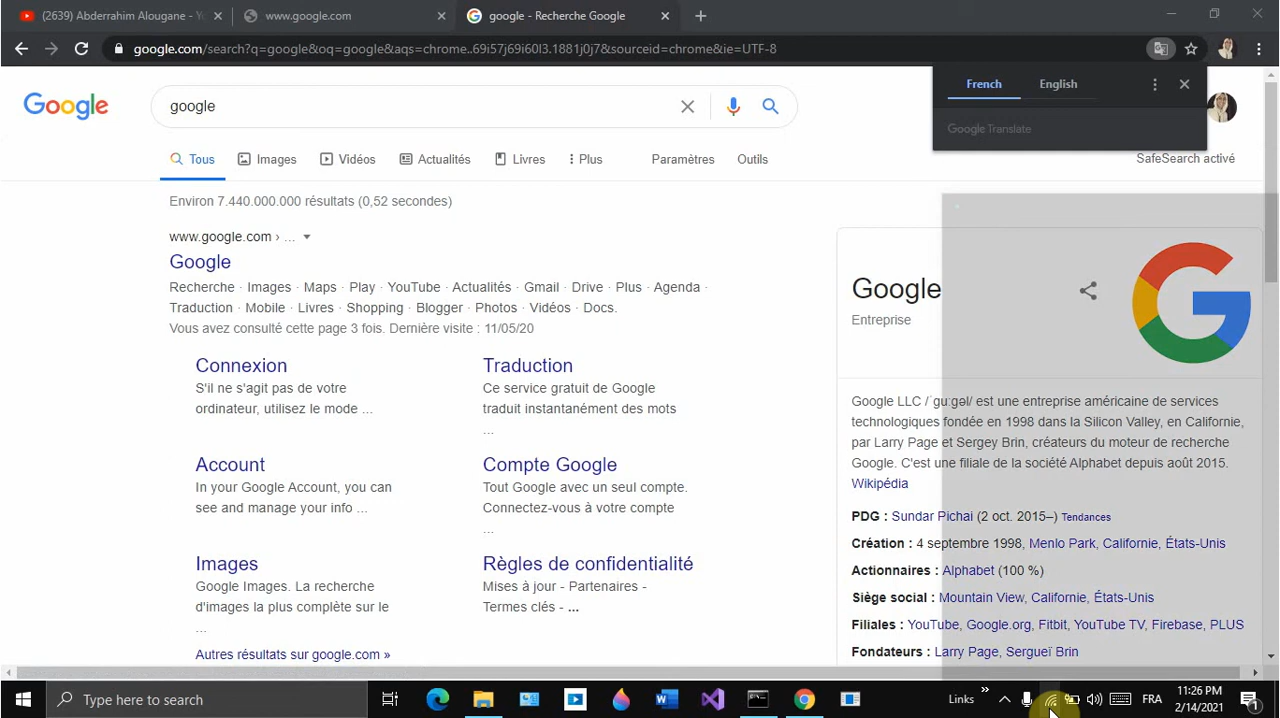 (2639) Abderrahim Alougane - Yo
www.google.com
google - Recherche Google
google.com/search?q=google&oq=google&aqs=chrome..69i57j69i60l3.1881j0j7&sourceid=chrome&ie=UTF-8
French English
Google Translate
Google
google
Tous Images Vidéos Actualités Livres Plus Paramètres Outils SafeSearch activé
Environ 7.440.000.000 résultats (0,52 secondes)
www.google.com › ...
Google
Recherche · Images · Maps · Play · YouTube · Actualités · Gmail · Drive · Plus · Agenda ·
Traduction · Mobile · Livres · Shopping · Blogger · Photos · Vidéos · Docs.
Vous avez consulté cette page 3 fois. Dernière visite : 11/05/20
Connexion
S'il ne s'agit pas de votre
ordinateur, utilisez le mode ...
Traduction
Ce service gratuit de Google
traduit instantanément des mots
...
Account
In your Google Account, you can
see and manage your info ...
Compte Google
Tout Google avec un seul compte.
Connectez-vous à votre compte
...
Images
Google Images. La recherche
d'images la plus complète sur le
...
Règles de confidentialité
Mises à jour - Partenaires -
Termes clés - ...
Autres résultats sur google.com »
Google
Entreprise
Google LLC /ˈɡuːɡəl/ est une entreprise américaine de services
technologiques fondée en 1998 dans la Silicon Valley, en Californie,
par Larry Page et Sergey Brin, créateurs du moteur de recherche
Google. C'est une filiale de la société Alphabet depuis août 2015.
Wikipédia
PDG : Sundar Pichai (2 oct. 2015–) Tendances
Création : 4 septembre 1998, Menlo Park, Californie, États-Unis
Actionnaires : Alphabet (100 %)
Siège social : Mountain View, Californie, États-Unis
Filiales : YouTube, Google.org, Fitbit, YouTube TV, Firebase, PLUS
Fondateurs : Larry Page, Sergueï Brin
Type here to search
Links
FRA
11:26 PM
2/14/2021
1